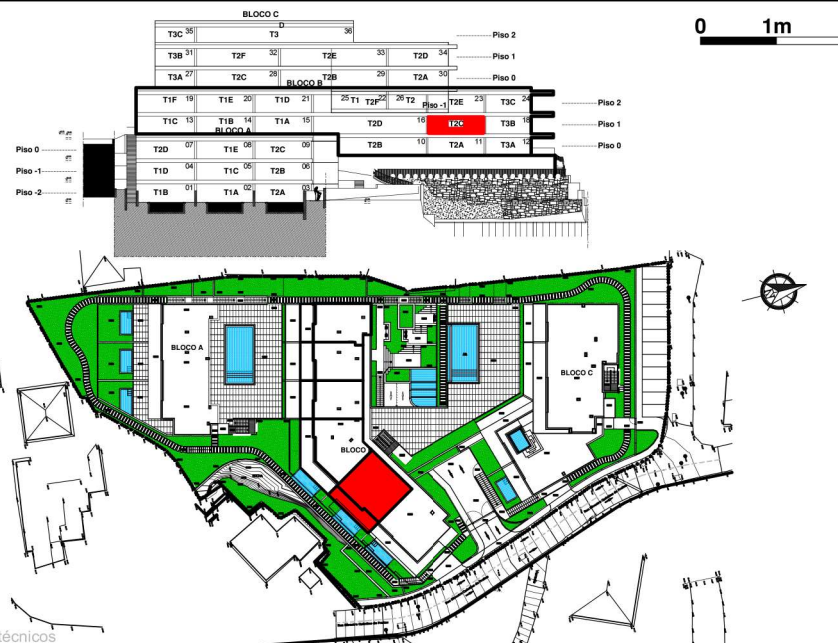 BLOCO C
0 1m
D
T3C 35 T3 36
Piso 2
T3B 31 T2F 32 T2E 33 T2D 34
Piso 1
T3A 27 T2C 28 T2B 29 T2A 30
Piso 0
BLOCO B
T1F 19 T1E 20 T1D 21 25 T1 T2F 22 26 T2 Piso -1 T2E 23 T3C 24
Piso 2
T1C 13 T1B 14 T1A 15 T2D 16 T2C T3B 18
Piso 1
BLOCO A
Piso 0
T2D 07 T1E 08 T2C 09 T2B 10 T2A 11 T3A 12
Piso 0
Piso -1
T1D 04 T1C 05 T2B 06
Piso -2
T1B 01 T1A 02 T2A 03
BLOCO A
BLOCO C
BLOCO
técnicos